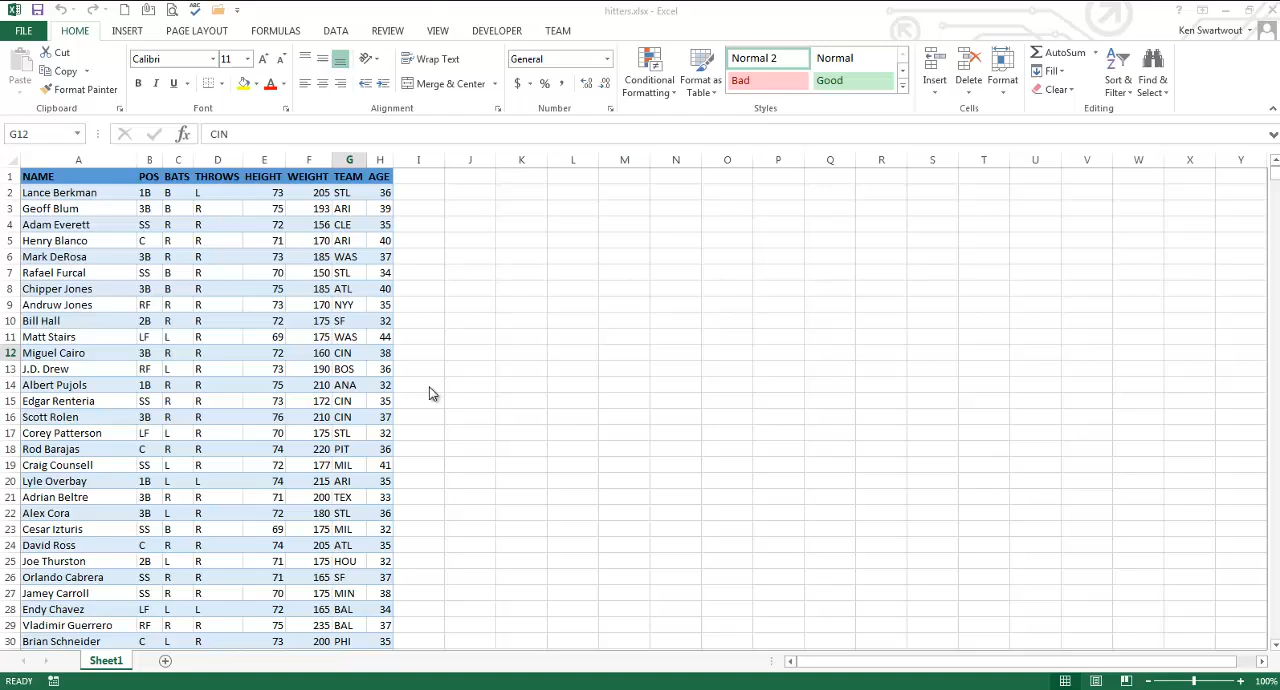 hitters.xlsx - Excel
FILE HOME INSERT PAGE LAYOUT FORMULAS DATA REVIEW VIEW DEVELOPER TEAM Ken Swartwout
Paste Cut Copy Format Painter Clipboard
Calibri 11 B I U Font
Wrap Text Merge & Center Alignment
General $ % Number
Conditional Formatting Format as Table Normal 2 Normal Bad Good Styles
Insert Delete Format Cells
AutoSum Fill Clear Sort & Filter Find & Select Editing
G12 fx CIN
A B C D E F G H I J K L M N O P Q R S T U V W X Y
1 NAME POS BATS THROWS HEIGHT WEIGHT TEAM AGE
2 Lance Berkman 1B B L 73 205 STL 36
3 Geoff Blum 3B B R 75 193 ARI 39
4 Adam Everett SS R R 72 156 CLE 35
5 Henry Blanco C R R 71 170 ARI 40
6 Mark DeRosa 3B R R 73 185 WAS 37
7 Rafael Furcal SS B R 70 150 STL 34
8 Chipper Jones 3B B R 75 185 ATL 40
9 Andruw Jones RF R R 73 170 NYY 35
10 Bill Hall 2B R R 72 175 SF 32
11 Matt Stairs LF L R 69 175 WAS 44
12 Miguel Cairo 3B R R 72 160 CIN 38
13 J.D. Drew RF L R 73 190 BOS 36
14 Albert Pujols 1B R R 75 210 ANA 32
15 Edgar Renteria SS R R 73 172 CIN 35
16 Scott Rolen 3B R R 76 210 CIN 37
17 Corey Patterson LF L R 70 175 STL 32
18 Rod Barajas C R R 74 220 PIT 36
19 Craig Counsell SS L R 72 177 MIL 41
20 Lyle Overbay 1B L L 74 215 ARI 35
21 Adrian Beltre 3B R R 71 200 TEX 33
22 Alex Cora 3B L R 72 180 STL 36
23 Cesar Izturis SS B R 69 175 MIL 32
24 David Ross C R R 74 205 ATL 35
25 Joe Thurston 2B L R 71 175 HOU 32
26 Orlando Cabrera SS R R 71 165 SF 37
27 Jamey Carroll SS R R 70 175 MIN 38
28 Endy Chavez LF L L 72 165 BAL 34
29 Vladimir Guerrero RF R R 75 235 BAL 37
30 Brian Schneider C L R 73 200 PHI 35
Sheet1
READY 100%